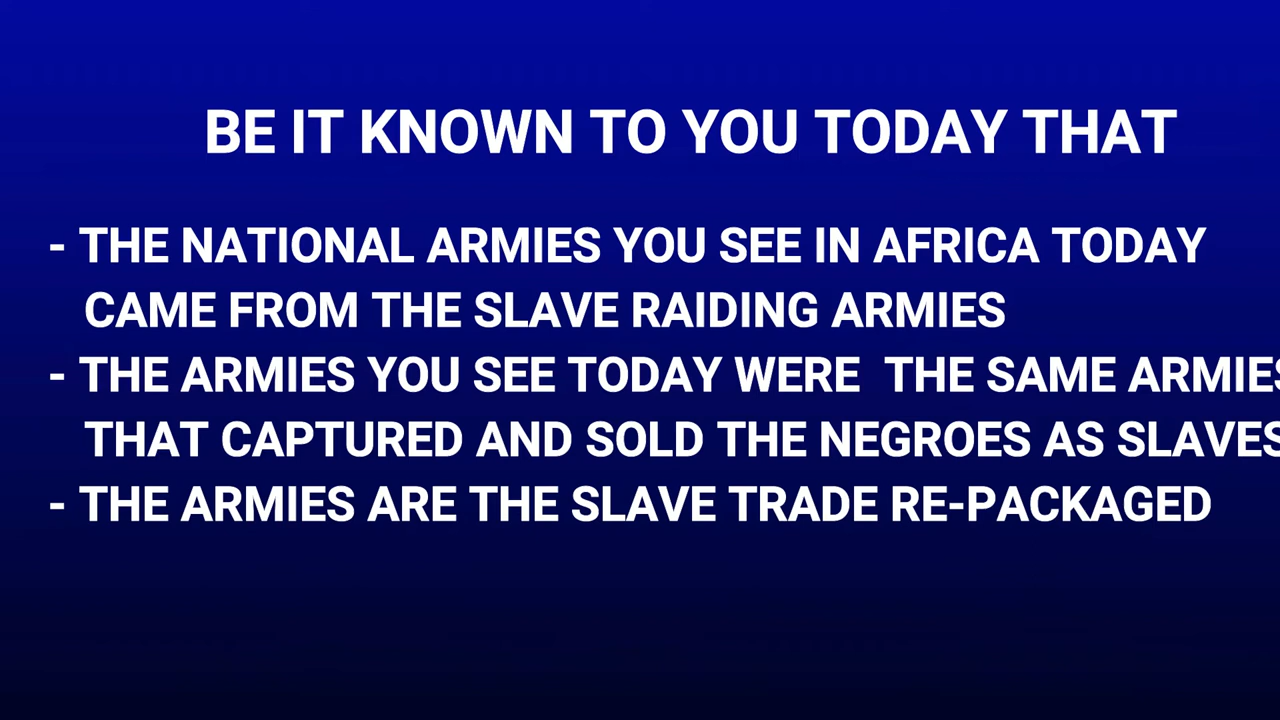 BE IT KNOWN TO YOU TODAY THAT
- THE NATIONAL ARMIES YOU SEE IN AFRICA TODAY
CAME FROM THE SLAVE RAIDING ARMIES
- THE ARMIES YOU SEE TODAY WERE THE SAME ARMIES
THAT CAPTURED AND SOLD THE NEGROES AS SLAVES
- THE ARMIES ARE THE SLAVE TRADE RE-PACKAGED